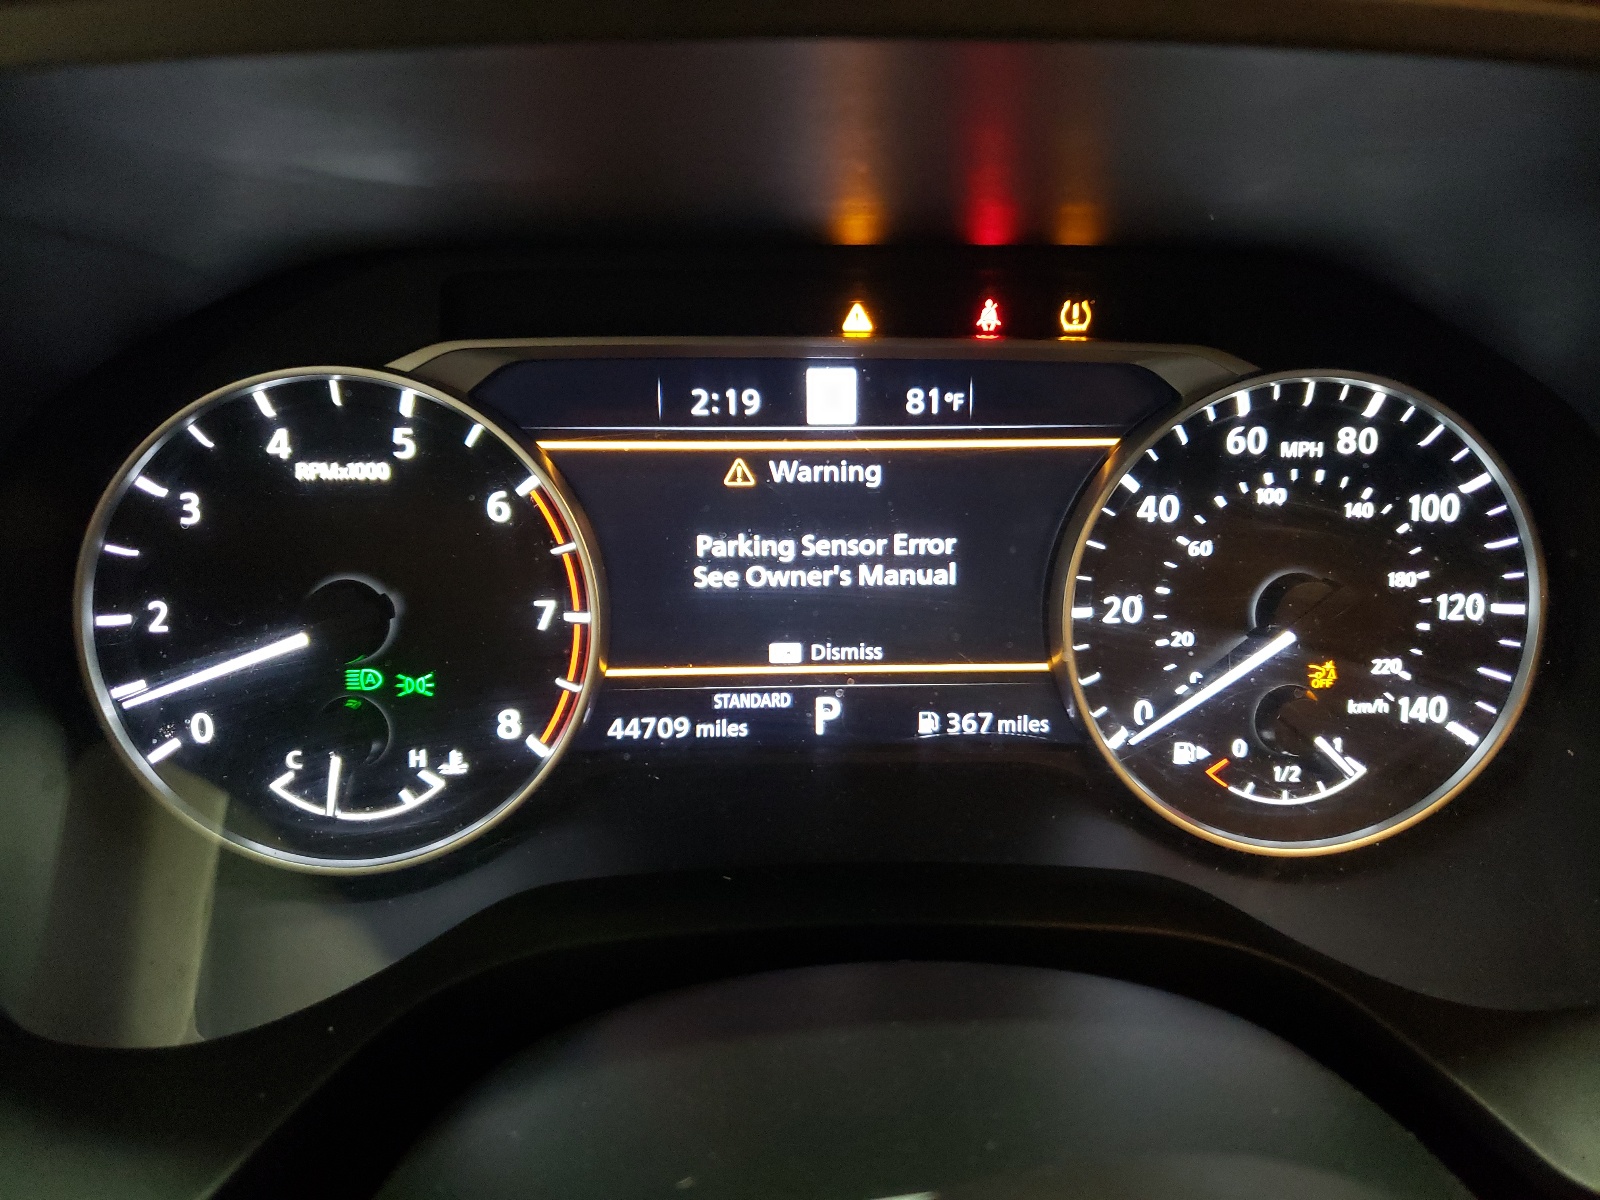 2:19 81°F
Warning
Parking Sensor Error
See Owner's Manual
Dismiss
STANDARD
44709 miles P 367 miles
0 2 3 4 5 6 7 8
RPMx1000
A
C H
0 20 40 60 80 100 120 140
MPH
20 60 100 140 180 220
km/h
OFF
0 1/2 1